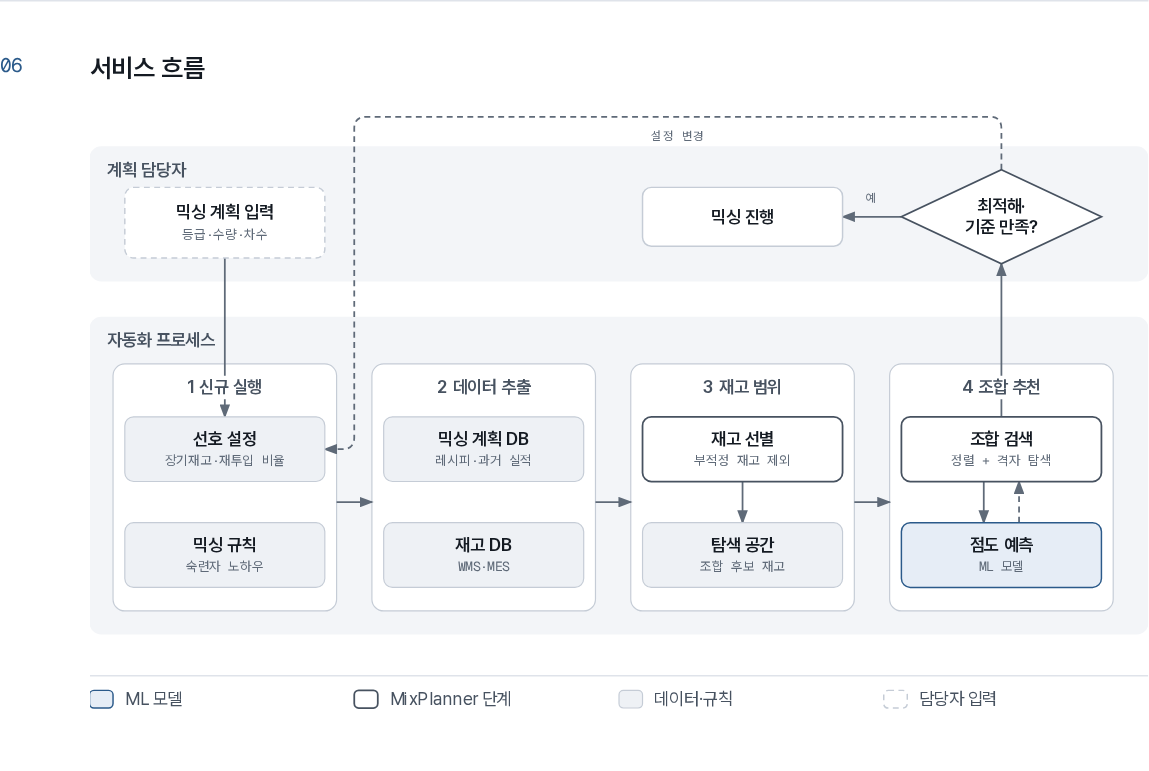 06
서비스 흐름
설정 변경
계획 담당자
믹싱 계획 입력
등급·수량·차수
믹싱 진행
예
최적해·
기준 만족?
자동화 프로세스
1 신규 실행
선호 설정
장기재고·재투입 비율
믹싱 규칙
숙련자 노하우
2 데이터 추출
믹싱 계획 DB
레시피·과거 실적
재고 DB
WMS·MES
3 재고 범위
재고 선별
부적정 재고 제외
탐색 공간
조합 후보 재고
4 조합 추천
조합 검색
정렬 + 격자 탐색
점도 예측
ML 모델
ML 모델
MixPlanner 단계
데이터·규칙
담당자 입력